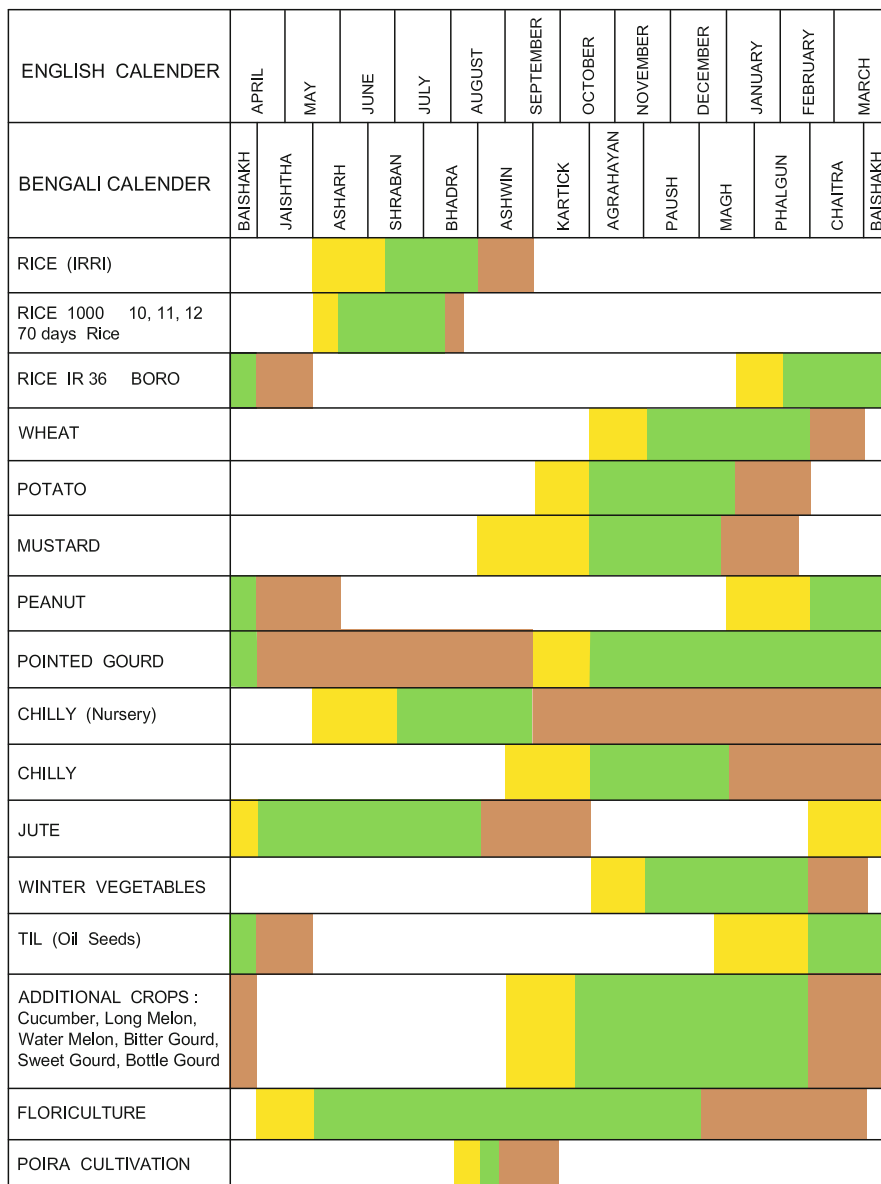 ENGLISH CALENDER
APRIL
MAY
JUNE
JULY
AUGUST
SEPTEMBER
OCTOBER
NOVEMBER
DECEMBER
JANUARY
FEBRUARY
MARCH
BENGALI CALENDER
BAISHAKH
JAISHTHA
ASHARH
SHRABAN
BHADRA
ASHWIN
KARTICK
AGRAHAYAN
PAUSH
MAGH
PHALGUN
CHAITRA
BAISHAKH
RICE (IRRI)
RICE 1000 10, 11, 12
70 days Rice
RICE IR 36 BORO
WHEAT
POTATO
MUSTARD
PEANUT
POINTED GOURD
CHILLY (Nursery)
CHILLY
JUTE
WINTER VEGETABLES
TIL (Oil Seeds)
ADDITIONAL CROPS :
Cucumber, Long Melon,
Water Melon, Bitter Gourd,
Sweet Gourd, Bottle Gourd
FLORICULTURE
POIRA CULTIVATION